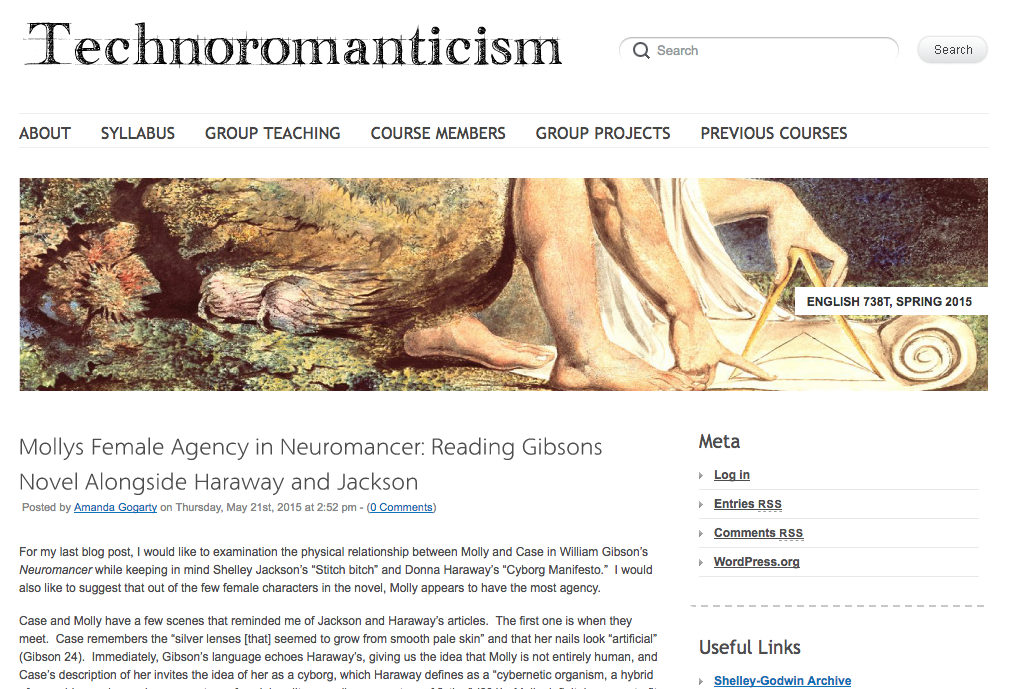 Technoromanticism
Search
Search
ABOUT SYLLABUS GROUP TEACHING COURSE MEMBERS GROUP PROJECTS PREVIOUS COURSES
ENGLISH 738T, SPRING 2015
Mollys Female Agency in Neuromancer: Reading Gibsons
Novel Alongside Haraway and Jackson
Posted by Amanda Gogarty on Thursday, May 21st, 2015 at 2:52 pm - (0 Comments)
For my last blog post, I would like to examination the physical relationship between Molly and Case in William Gibson's
Neuromancer while keeping in mind Shelley Jackson's "Stitch bitch" and Donna Haraway's "Cyborg Manifesto."  I would
also like to suggest that out of the few female characters in the novel, Molly appears to have the most agency.
Case and Molly have a few scenes that reminded me of Jackson and Haraway's articles.  The first one is when they
meet.  Case remembers the "silver lenses [that] seemed to grow from smooth pale skin" and that her nails look "artificial"
(Gibson 24).  Immediately, Gibson's language echoes Haraway's, giving us the idea that Molly is not entirely human, and
Case's description of her invites the idea of her as a cyborg, which Haraway defines as a "cybernetic organism, a hybrid
Meta
Log in
Entries RSS
Comments RSS
WordPress.org
Useful Links
Shelley-Godwin Archive